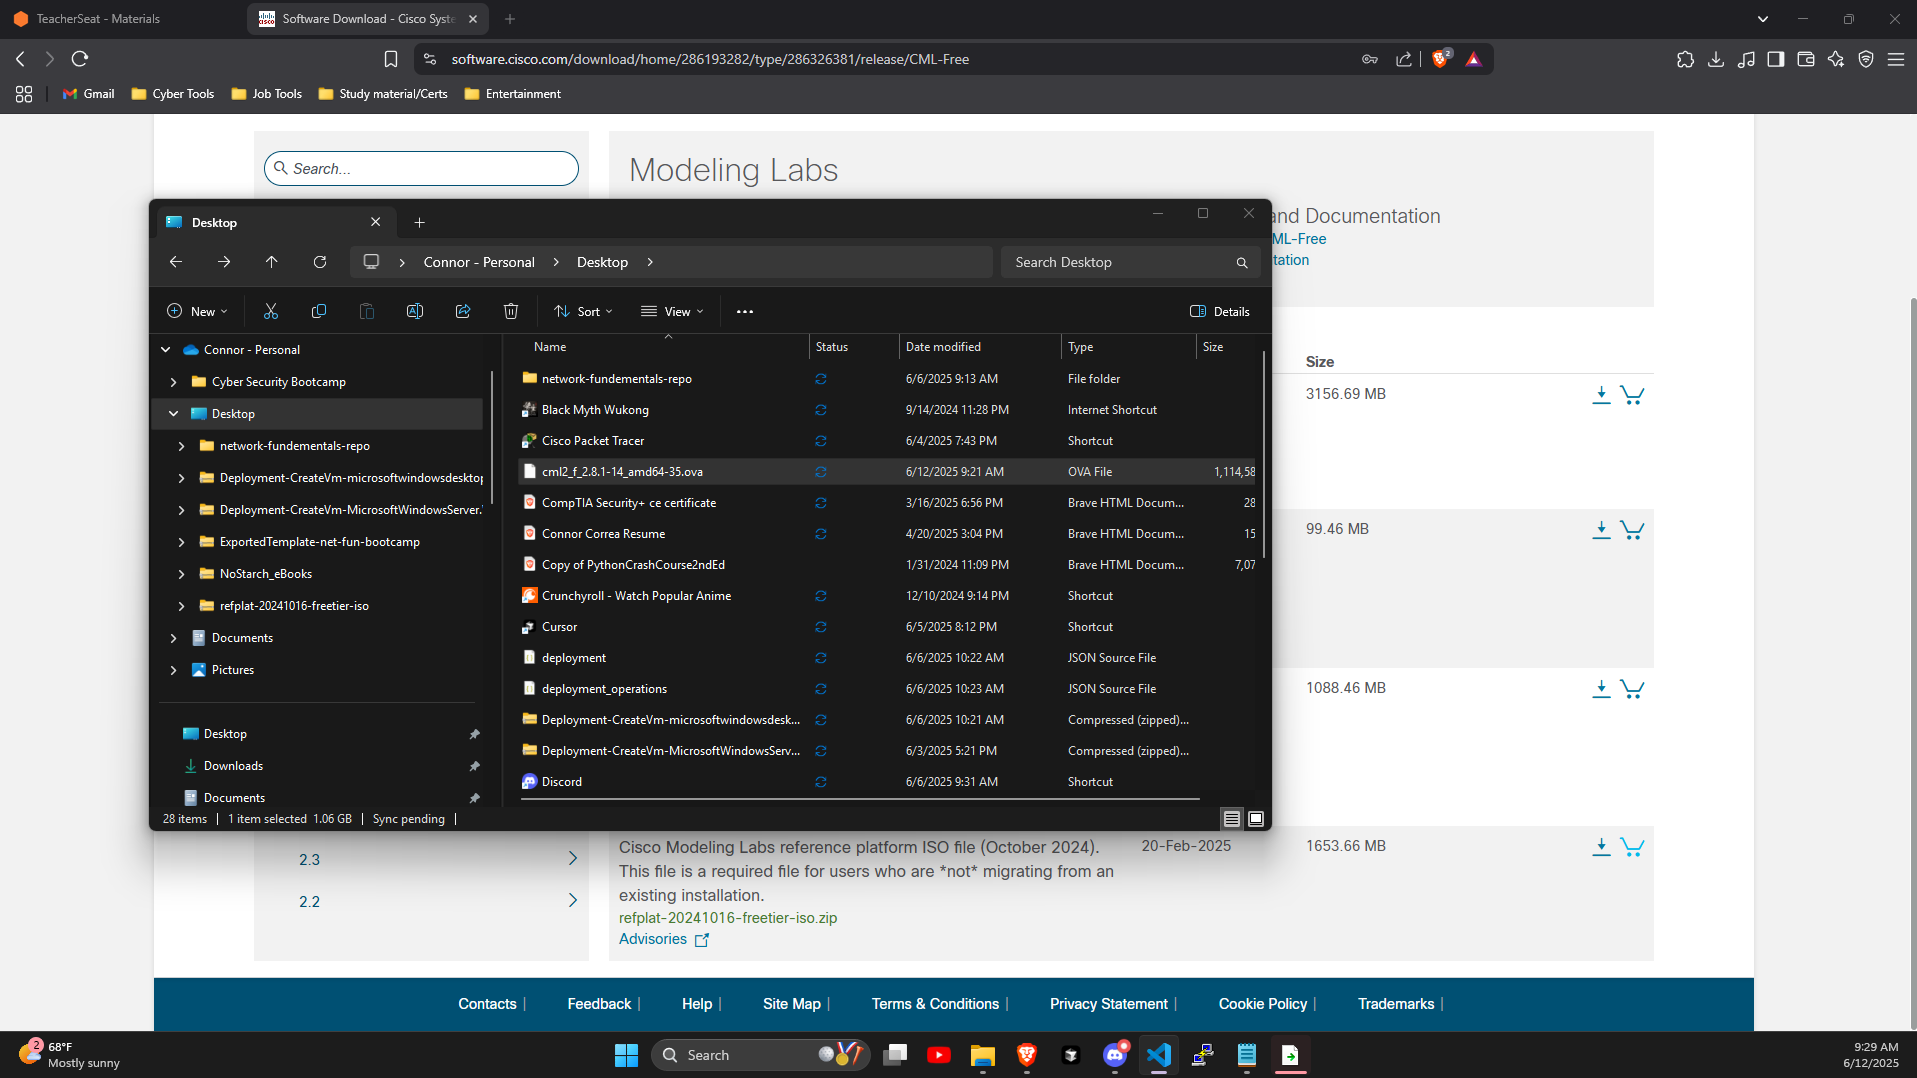 TeacherSeat - Materials
Software Download - Cisco Syste
software.cisco.com/download/home/286193282/type/286326381/release/CML-Free
2
Gmail
Cyber Tools
Job Tools
Study material/Certs
Entertainment
Search...
Modeling Labs
and Documentation
ML-Free
tation
Desktop
Connor - Personal
Desktop
Search Desktop
New
Sort
View
Details
Connor - Personal
Cyber Security Bootcamp
Desktop
network-fundementals-repo
Deployment-CreateVm-microsoftwindowsdesktop
Deployment-CreateVm-MicrosoftWindowsServer.
ExportedTemplate-net-fun-bootcamp
NoStarch_eBooks
refplat-20241016-freetier-iso
Documents
Pictures
Desktop
Downloads
Documents
Name Status Date modified Type Size
network-fundementals-repo 6/6/2025 9:13 AM File folder
Black Myth Wukong 9/14/2024 11:28 PM Internet Shortcut
Cisco Packet Tracer 6/4/2025 7:43 PM Shortcut
cml2_f_2.8.1-14_amd64-35.ova 6/12/2025 9:21 AM OVA File 1,114,58
CompTIA Security+ ce certificate 3/16/2025 6:56 PM Brave HTML Docum... 28
Connor Correa Resume 4/20/2025 3:04 PM Brave HTML Docum... 15
Copy of PythonCrashCourse2ndEd 1/31/2024 11:09 PM Brave HTML Docum... 7,07
Crunchyroll - Watch Popular Anime 12/10/2024 9:14 PM Shortcut
Cursor 6/5/2025 8:12 PM Shortcut
deployment 6/6/2025 10:22 AM JSON Source File
deployment_operations 6/6/2025 10:23 AM JSON Source File
Deployment-CreateVm-microsoftwindowsdesk... 6/6/2025 10:21 AM Compressed (zipped)...
Deployment-CreateVm-MicrosoftWindowsServ... 6/3/2025 5:21 PM Compressed (zipped)...
Discord 6/6/2025 9:31 AM Shortcut
28 items 1 item selected 1.06 GB Sync pending
Size
3156.69 MB
99.46 MB
1088.46 MB
2.3
2.2
Cisco Modeling Labs reference platform ISO file (October 2024). 20-Feb-2025 1653.66 MB
This file is a required file for users who are *not* migrating from an
existing installation.
refplat-20241016-freetier-iso.zip
Advisories
Contacts | Feedback | Help | Site Map | Terms & Conditions | Privacy Statement | Cookie Policy | Trademarks |
2
68°F
Mostly sunny
Search
9:29 AM
6/12/2025